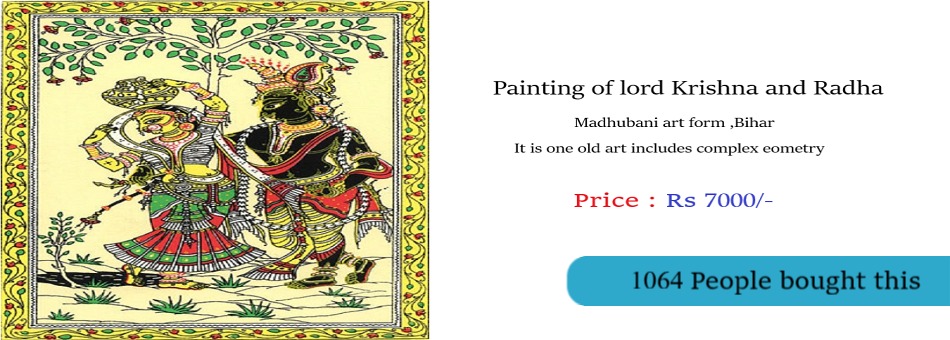 Painting of lord Krishna and Radha
Madhubani art form ,Bihar
It is one old art includes complex eometry
Price : Rs 7000/-
1064 People bought this